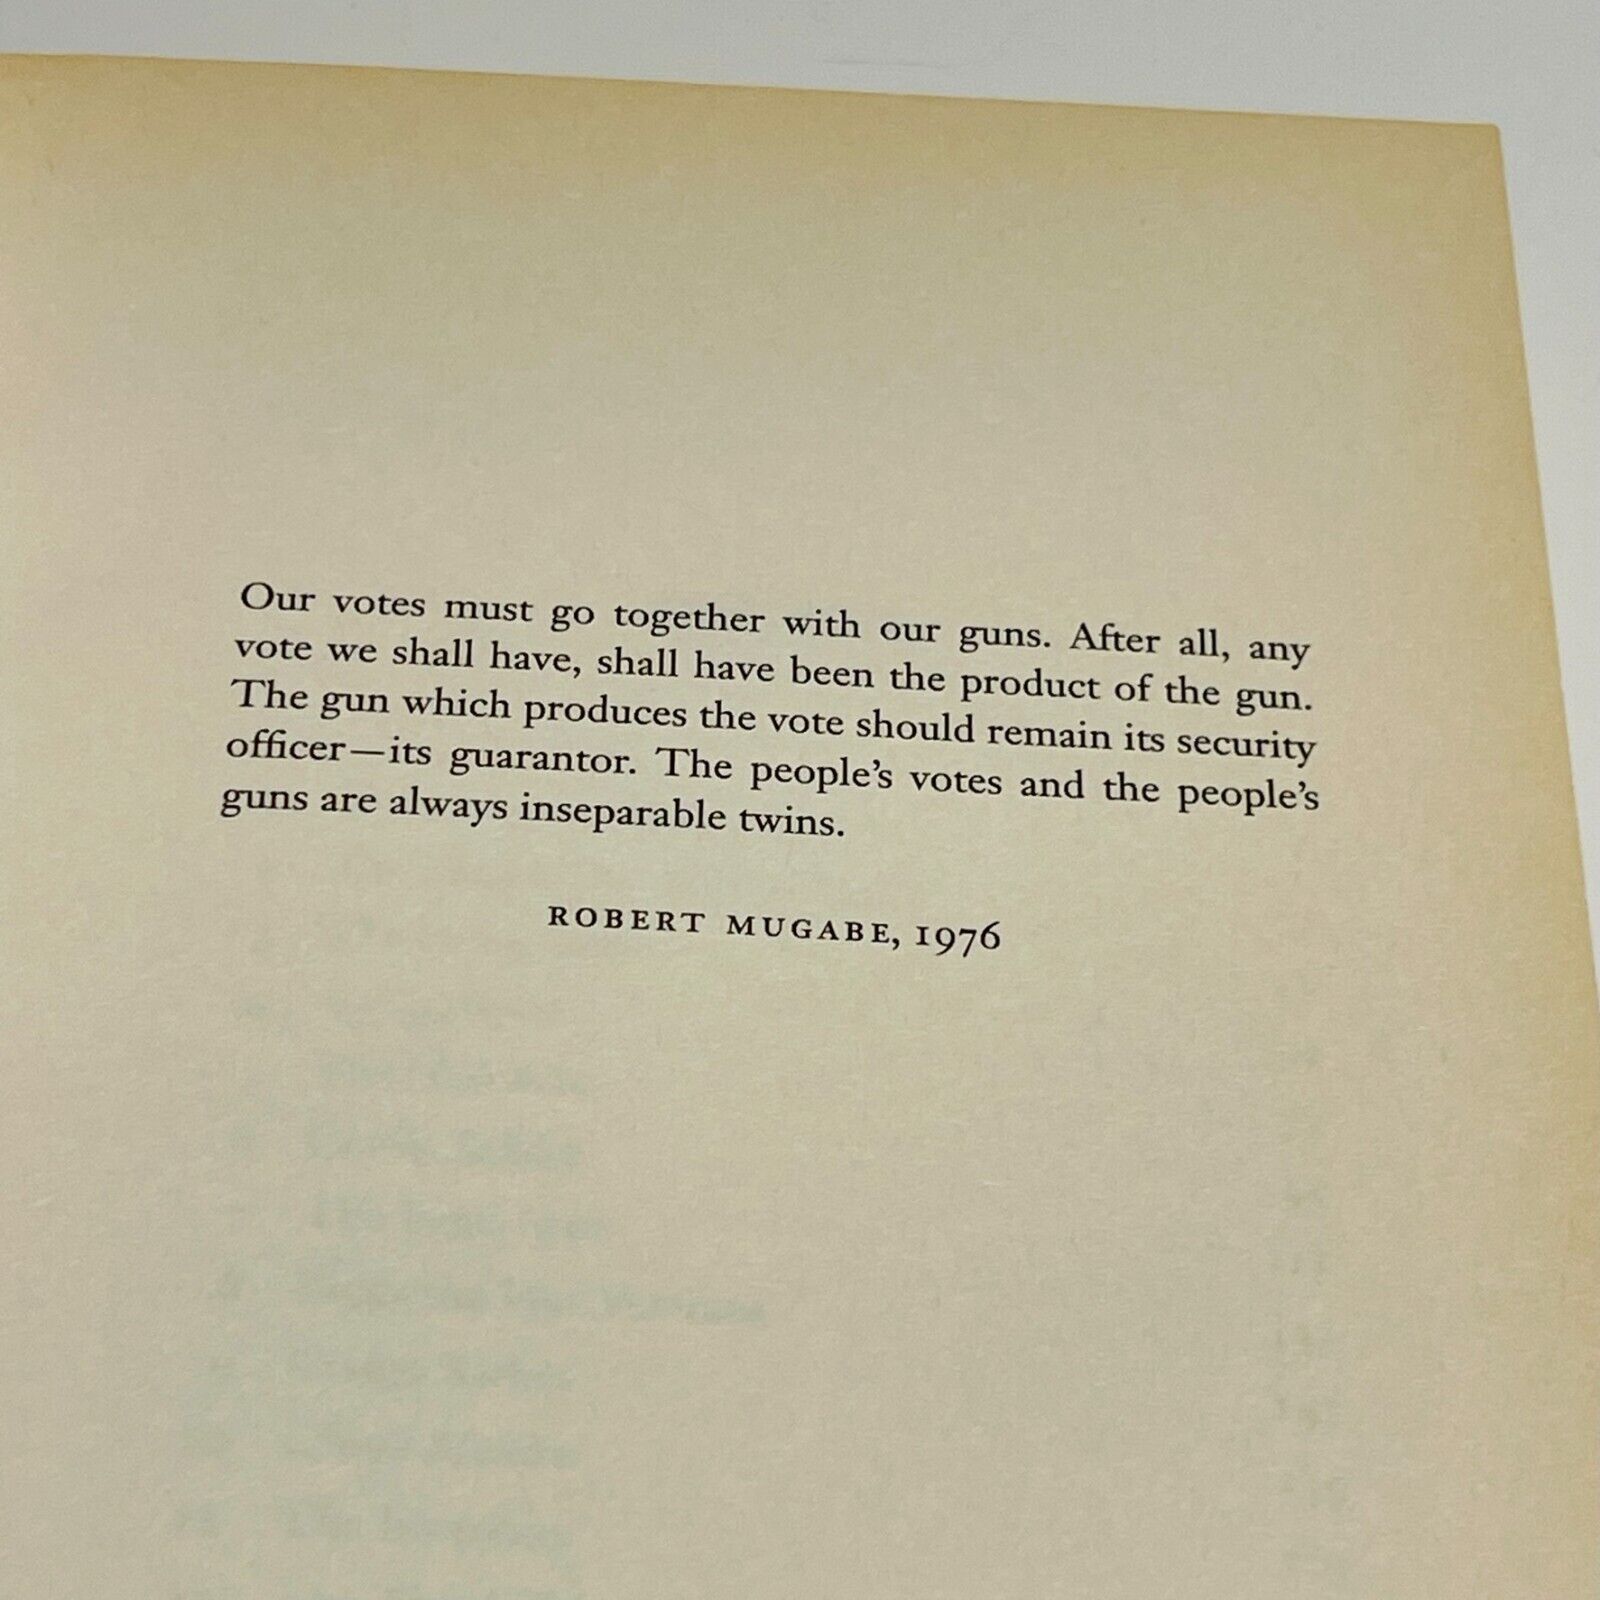 Our votes must go together with our guns. After all, any
vote we shall have, shall have been the product of the gun.
The gun which produces the vote should remain its security
officer—its guarantor. The people's votes and the people's
guns are always inseparable twins.
ROBERT MUGABE, 1976